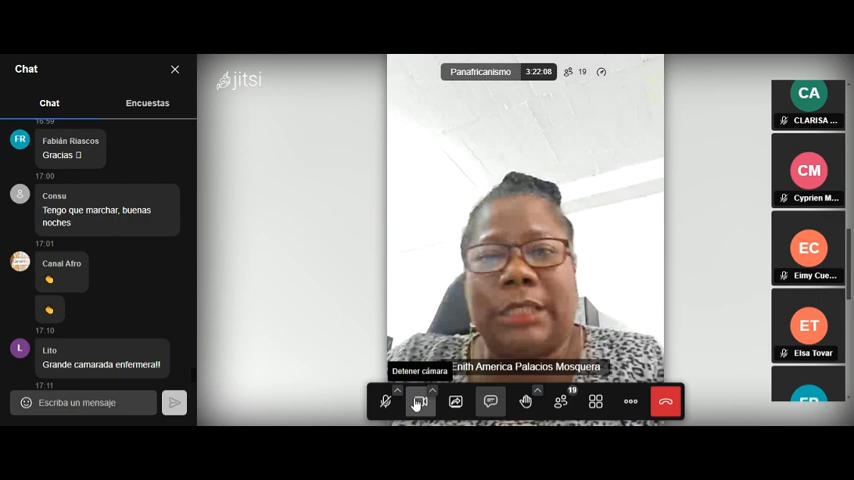 Chat
Chat
Encuestas
16:59
FR
Fabián Riascos
Gracias
17:00
Consu
Tengo que marchar, buenas
noches
17:01
Canal Afro
17:10
L
Lito
Grande camarada enfermera!!
17:11
Escriba un mensaje
jitsi
Panafricanismo
3:22:08
19
Detener cámara
Enith America Palacios Mosquera
19
CA
CLARISA ...
CM
Cyprien M...
EC
Eimy Cue...
ET
Elsa Tovar